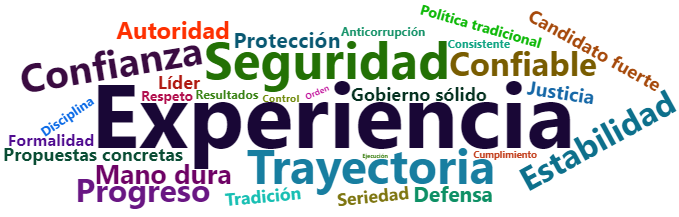 Política tradicional
Candidato fuerte
Autoridad
Anticorrupción
Protección
Consistente
Confianza
Seguridad
Confiable
Líder
Respeto
Resultados
Control
Orden
Gobierno sólido
Justicia
Disciplina
Experiencia
Estabilidad
Formalidad
Propuestas concretas
Trayectoria
Ejecución
Cumplimiento
Mano dura
Progreso
Tradición
Seriedad
Defensa